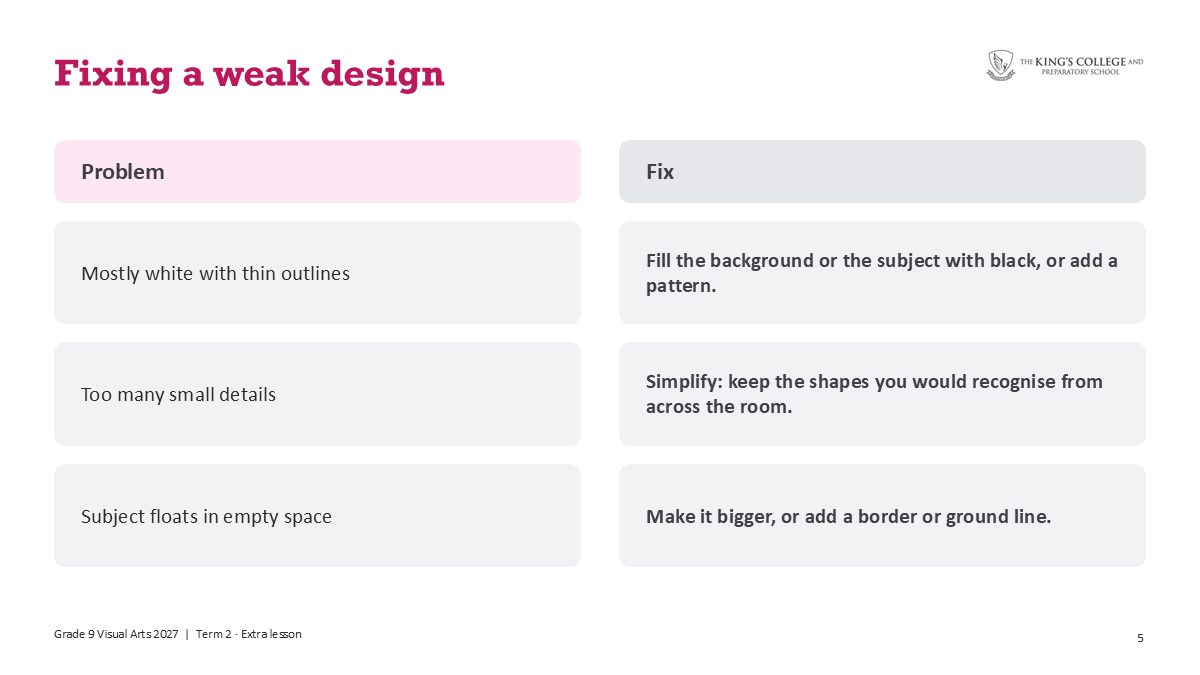 Fixing a weak design
THE KING'S COLLEGE AND
PREPARATORY SCHOOL
Problem
Fix
Mostly white with thin outlines
Fill the background or the subject with black, or add a
pattern.
Too many small details
Simplify: keep the shapes you would recognise from
across the room.
Subject floats in empty space
Make it bigger, or add a border or ground line.
Grade 9 Visual Arts 2027 | Term 2 · Extra lesson
5